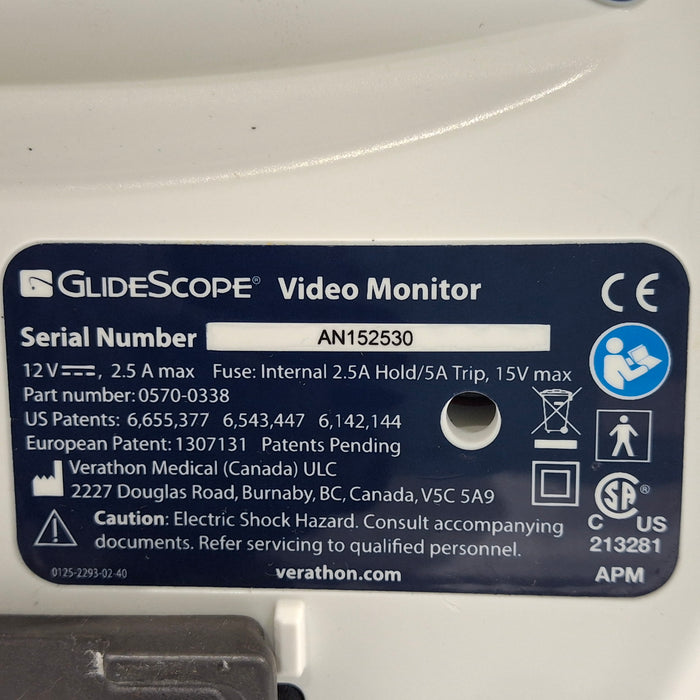 GLIDESCOPE® Video Monitor
CE
Serial Number AN152530
12 V⎓, 2.5 A max Fuse: Internal 2.5A Hold/5A Trip, 15V max
Part number: 0570-0338
US Patents: 6,655,377 6,543,447 6,142,144
European Patent: 1307131 Patents Pending
Verathon Medical (Canada) ULC
2227 Douglas Road, Burnaby, BC, Canada, V5C 5A9
Caution: Electric Shock Hazard. Consult accompanying
documents. Refer servicing to qualified personnel.
SA®
C US
213281
0125-2293-02-40 verathon.com APM